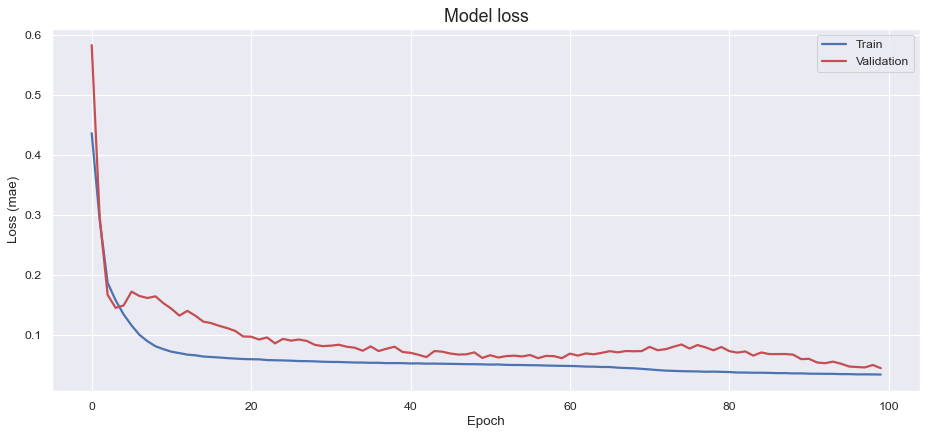 Model loss
0.6
0.5
0.4
0.3
0.2
0.1
Loss (mae)
Train
Validation
0 20 40 60 80 100
Epoch